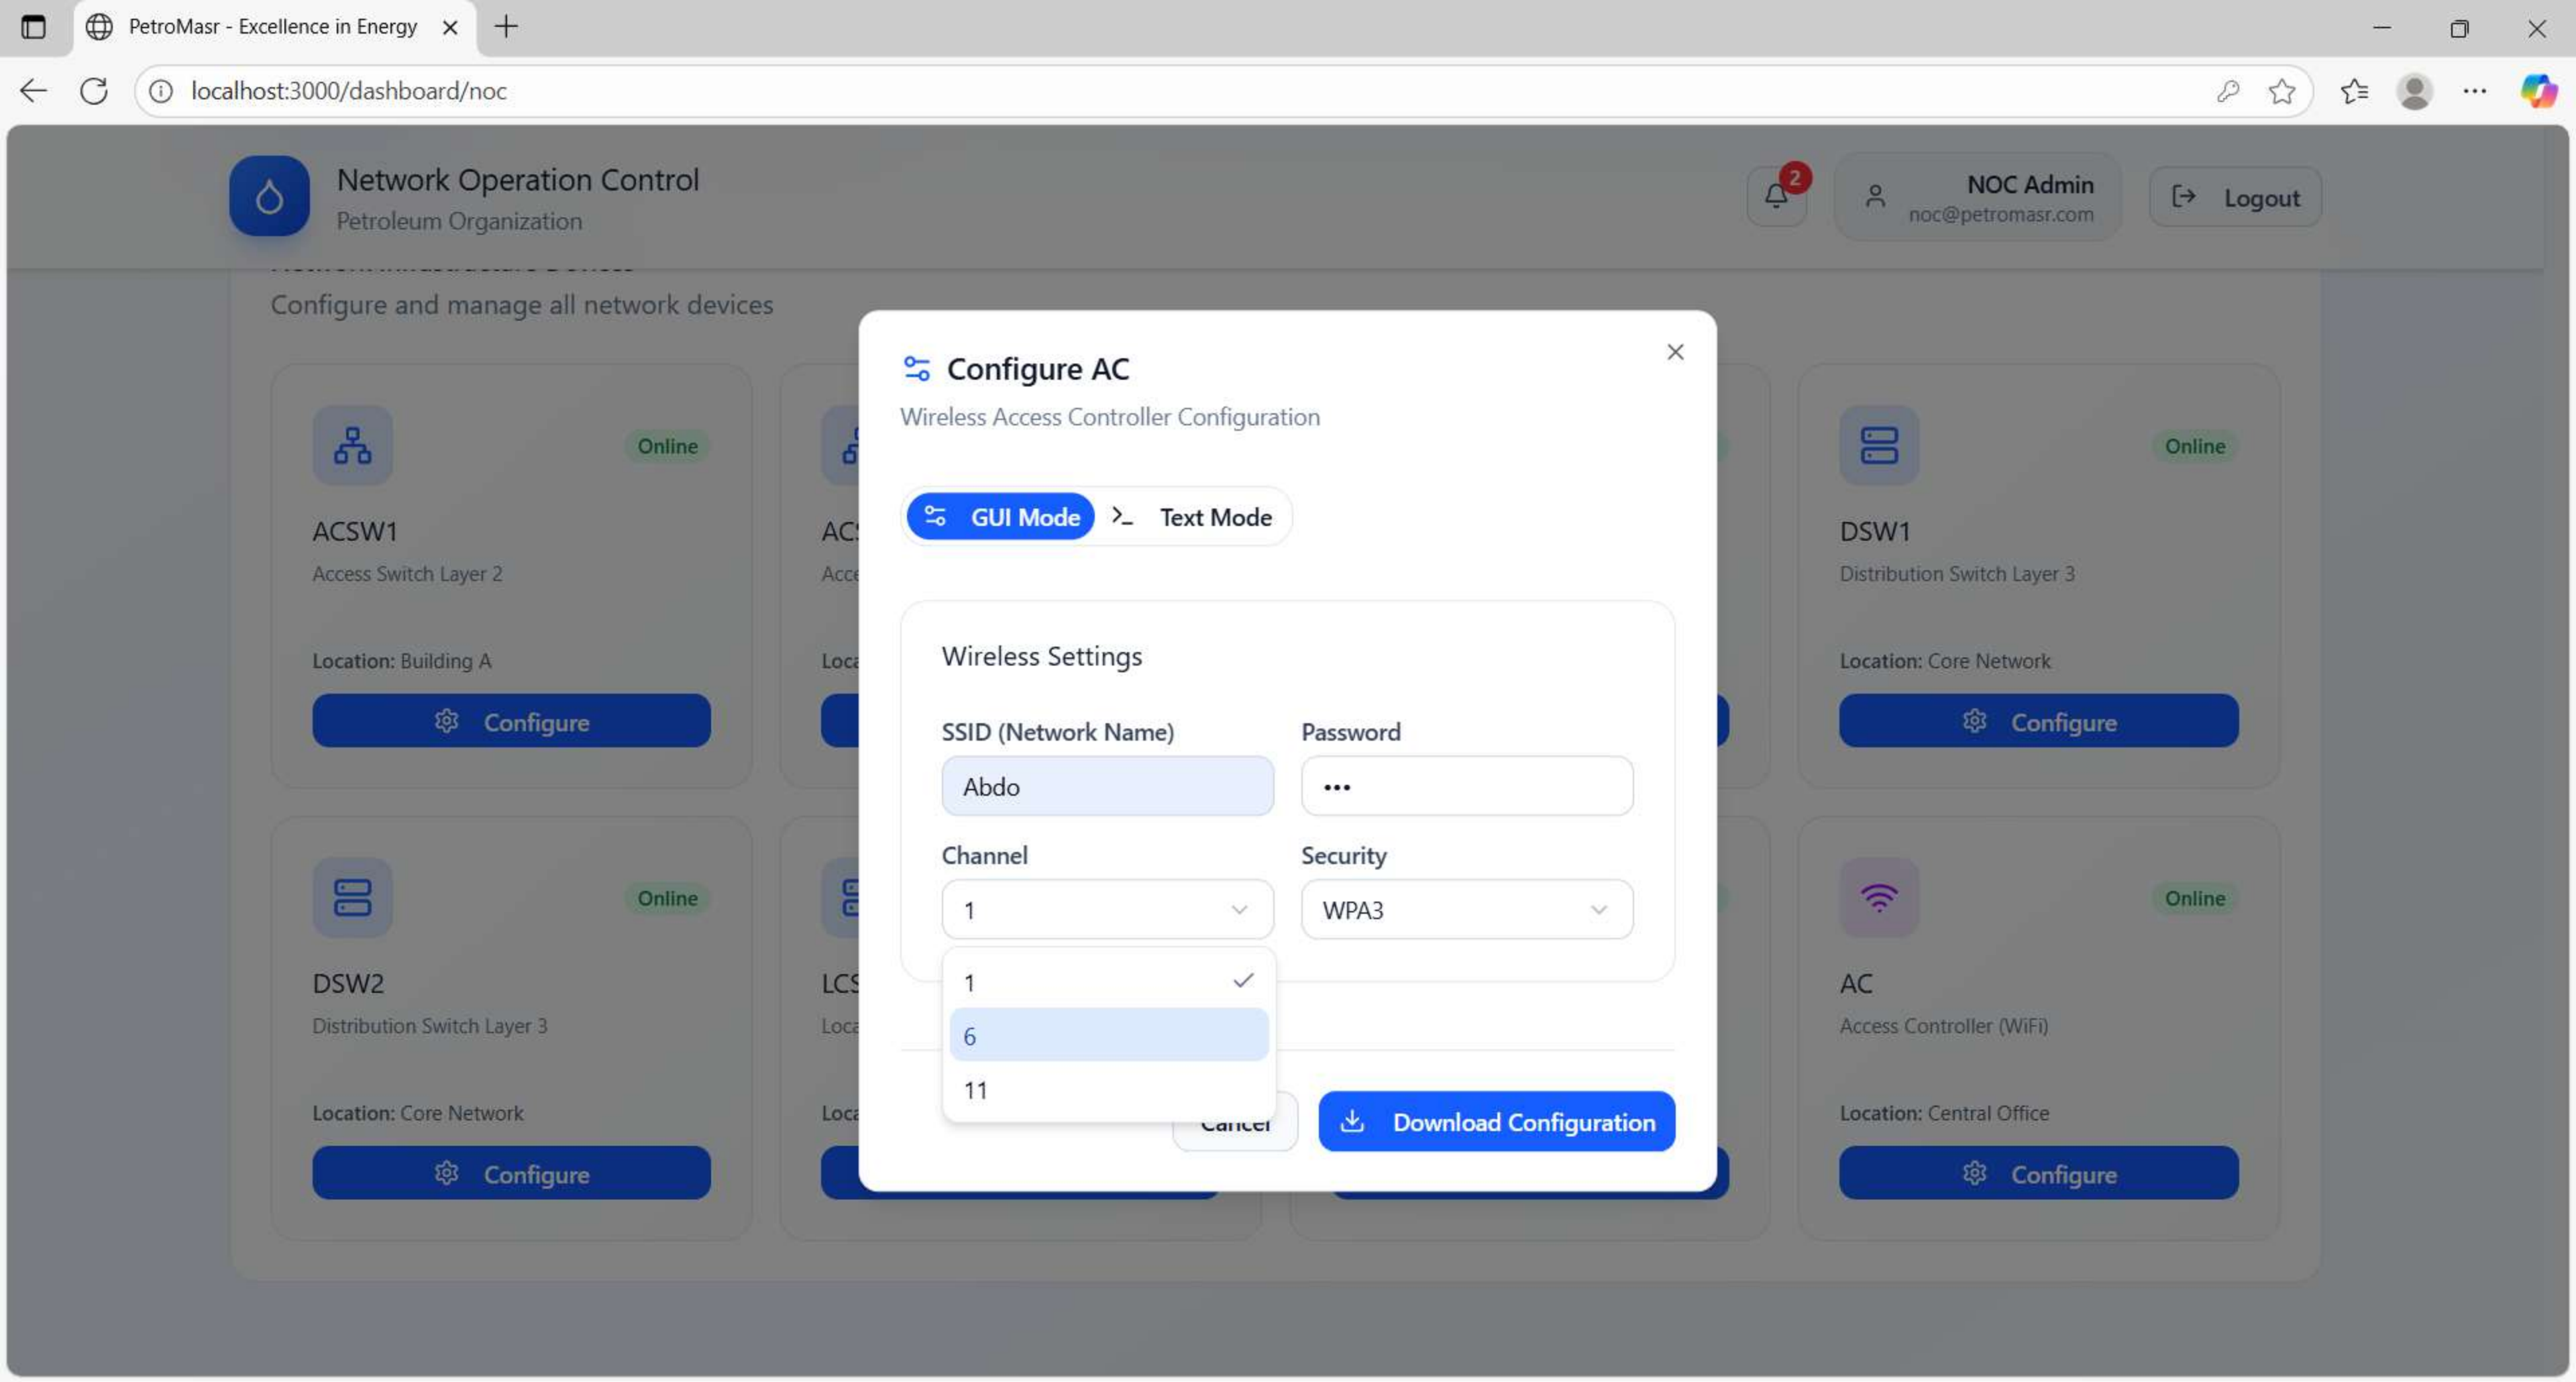 PetroMasr - Excellence in Energy
localhost:3000/dashboard/noc
Network Operation Control
Petroleum Organization
2
NOC Admin
noc@petromasr.com
Logout
Configure and manage all network devices
Online
ACSW1
Access Switch Layer 2
Location: Building A
Configure
Online
DSW1
Distribution Switch Layer 3
Location: Core Network
Configure
Online
DSW2
Distribution Switch Layer 3
Location: Core Network
Configure
Online
AC
Access Controller (WiFi)
Location: Central Office
Configure
Configure AC
Wireless Access Controller Configuration
GUI Mode
>_ Text Mode
Wireless Settings
SSID (Network Name)
Password
Abdo
•••
Channel
Security
1
WPA3
1
6
11
Cancel
Download Configuration